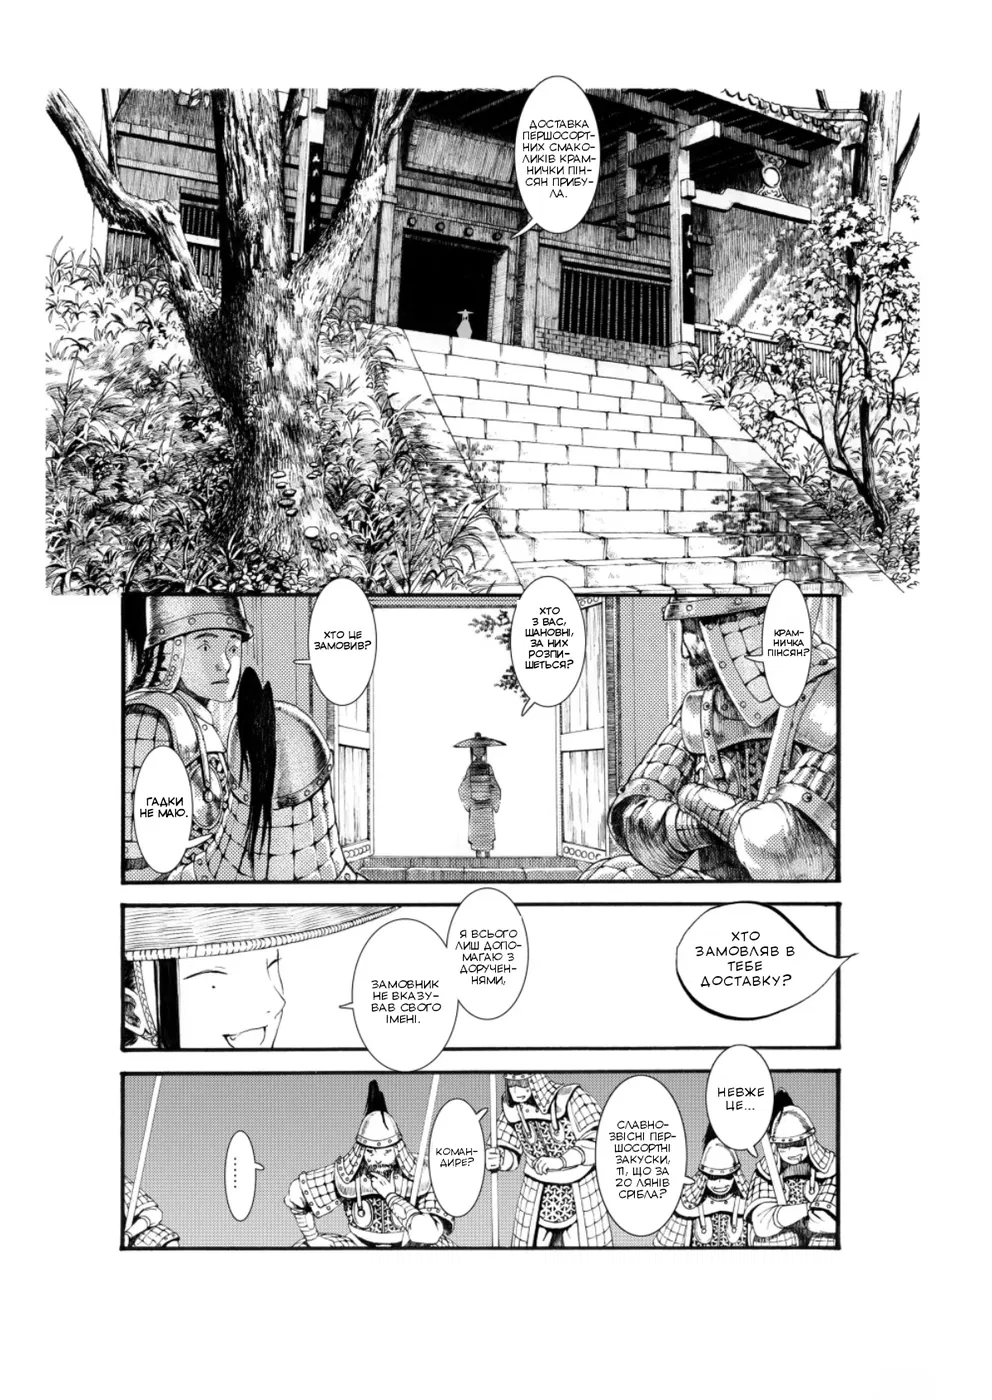 ДОСТАВКА
ПЕРШОСОРТ-
НИХ СМАКО-
ЛИКІВ КРАМ-
НИЧКИ ПІН-
СЯН ПРИБУ-
ЛА.
КРАМ-
НИЧКА
ПІНСЯН?
ХТО
З ВАС,
ШАНОВНІ,
ЗА НИХ
РОЗПИ-
ШЕТЬСЯ?
ХТО ЦЕ
ЗАМОВИВ?
ГАДКИ
НЕ МАЮ.
ХТО
ЗАМОВЛЯВ В
ТЕБЕ
ДОСТАВКУ?
Я ВСЬОГО
ЛИШ ДОПО-
МАГАЮ З
ДОРУЧЕН-
НЯМИ,
ЗАМОВНИК
НЕ ВКАЗУ-
ВАВ СВОГО
ІМЕНІ.
НЕВЖЕ
ЦЕ...
СЛАВНО-
ЗВІСНІ ПЕР-
ШОСОРТНІ
ЗАКУСКИ,
ТІ, ЩО ЗА
20 ЛЯНІВ
СРІБЛА?
КОМАН-
ДИРЕ?
......